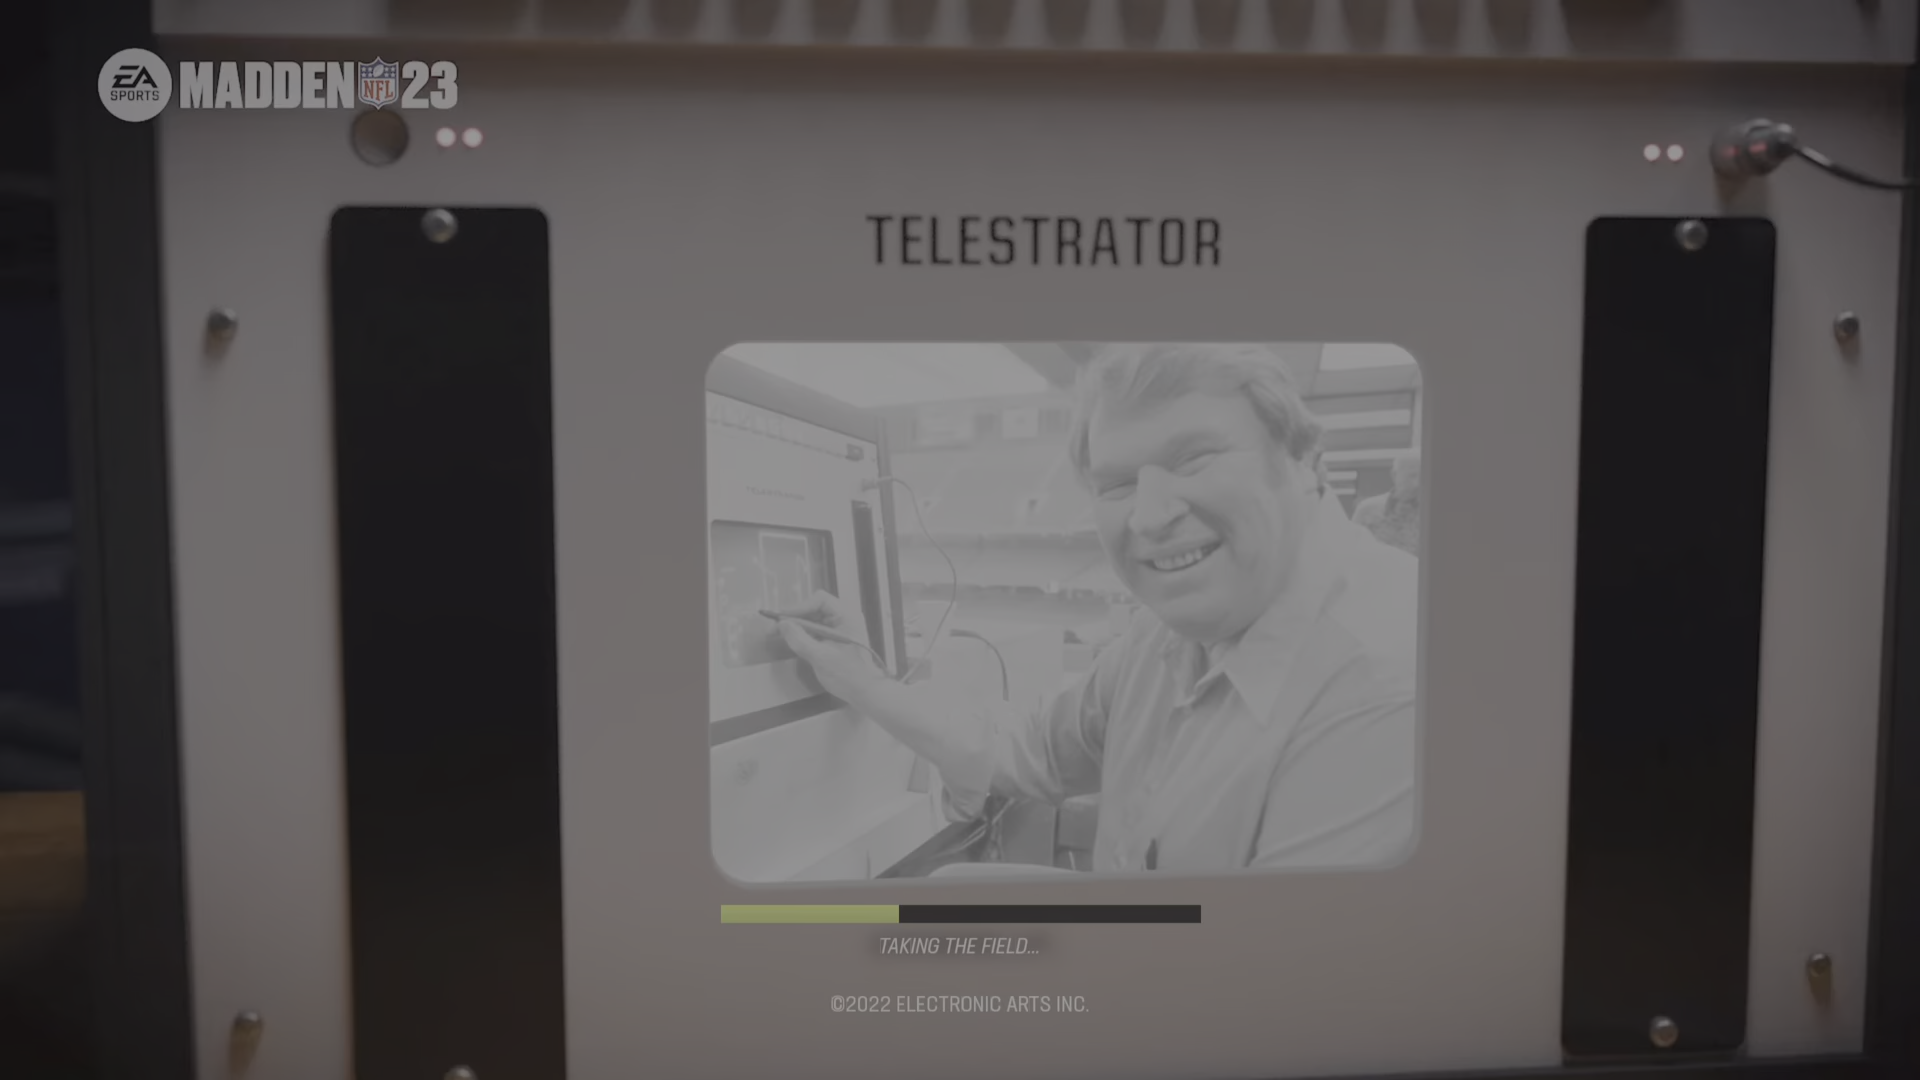 EA
SPORTS
MADDEN NFL 23
TELESTRATOR
TAKING THE FIELD...
©2022 ELECTRONIC ARTS INC.